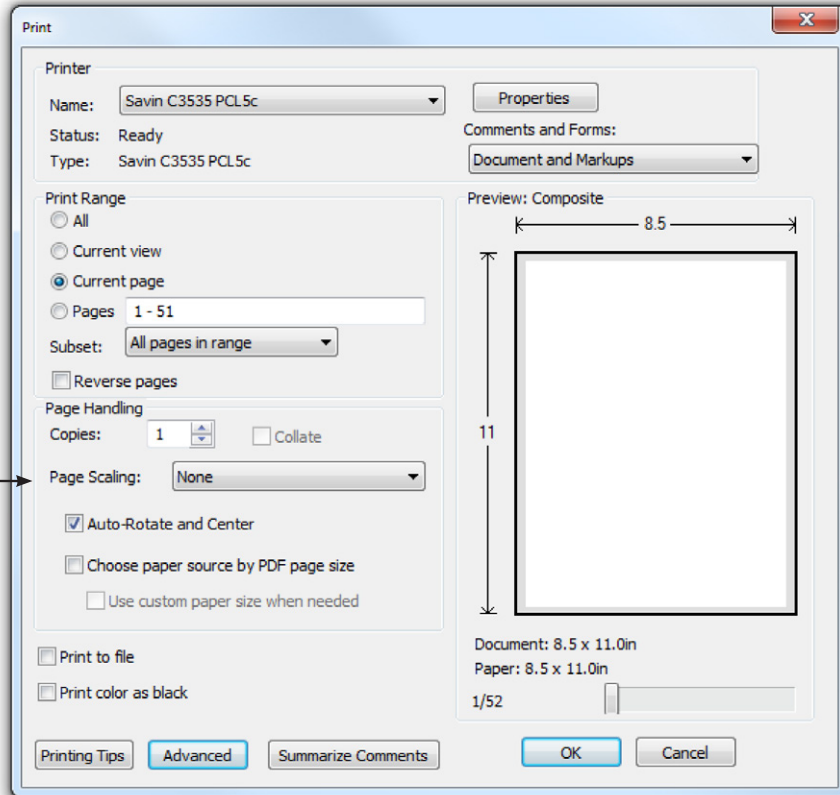 Print
Printer
Name: Savin C3535 PCL5c Properties
Status: Ready Comments and Forms:
Type: Savin C3535 PCL5c Document and Markups
Print Range
All
Current view
Current page
Pages 1 - 51
Subset: All pages in range
Reverse pages
Page Handling
Copies: 1 Collate
Page Scaling: None
Auto-Rotate and Center
Choose paper source by PDF page size
Use custom paper size when needed
Print to file
Print color as black
Preview: Composite
8.5
11
Document: 8.5 x 11.0in
Paper: 8.5 x 11.0in
1/52
Printing Tips Advanced Summarize Comments OK Cancel